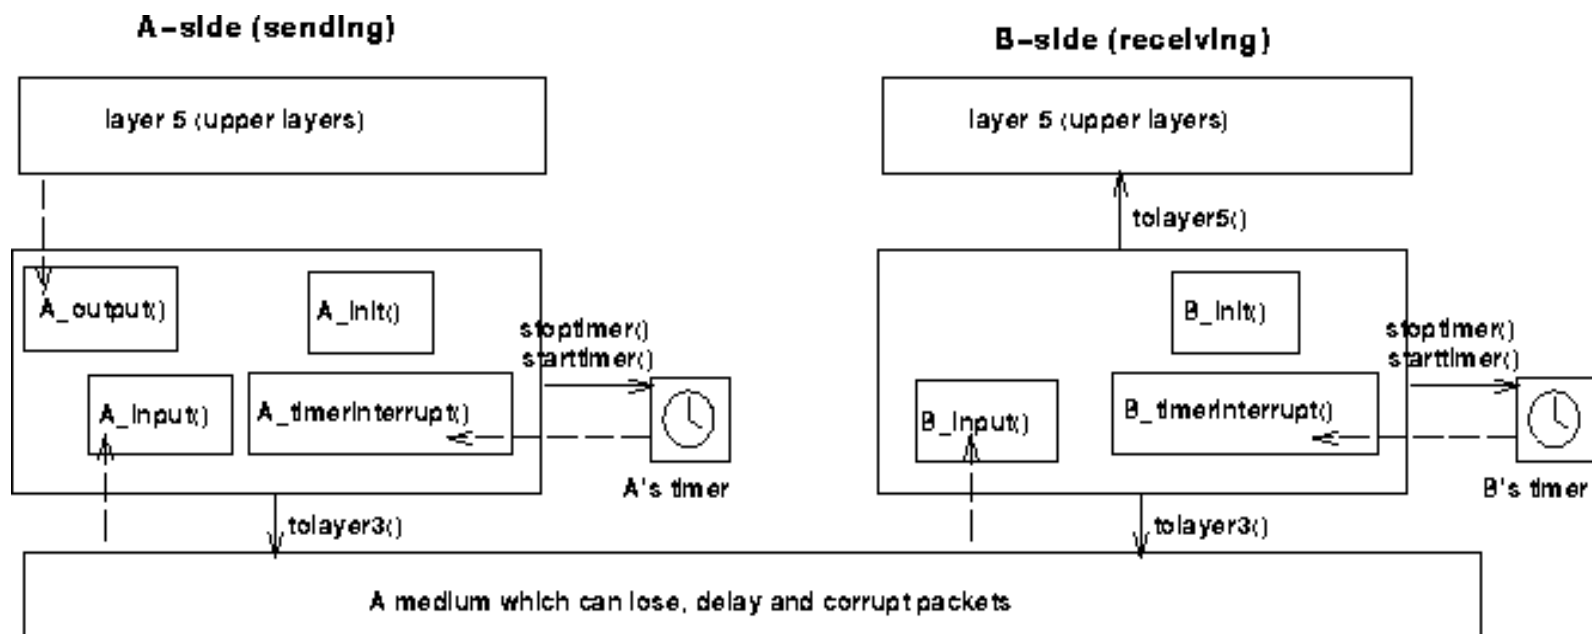 A-side (sending)
B-side (receiving)
layer 5 (upper layers)
layer 5 (upper layers)
tolayer5()
A_output()
A_init()
B_init()
stoptimer()
starttimer()
stoptimer()
starttimer()
A_input()
A_timerinterrupt()
B_input()
B_timerinterrupt()
A's timer
B's timer
tolayer3()
tolayer3()
A medium which can lose, delay and corrupt packets